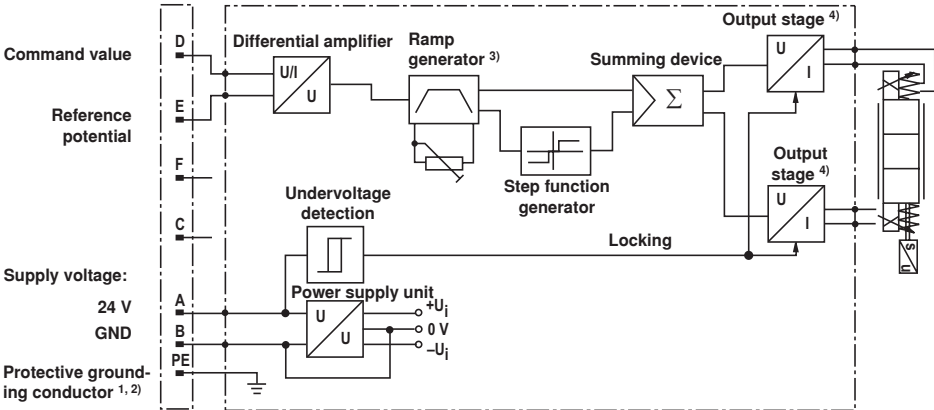 Command value
D
Differential amplifier
U/I
U
Ramp
generator 3)
Summing device
Σ
Output stage 4)
U
I
Reference
potential
E
F
C
Step function
generator
Output
stage 4)
U
I
Undervoltage
detection
Locking
s
u
Supply voltage:
24 V
A
GND
B
Power supply unit
U
U
+Ui
0 V
–Ui
PE
Protective ground-
ing conductor 1, 2)